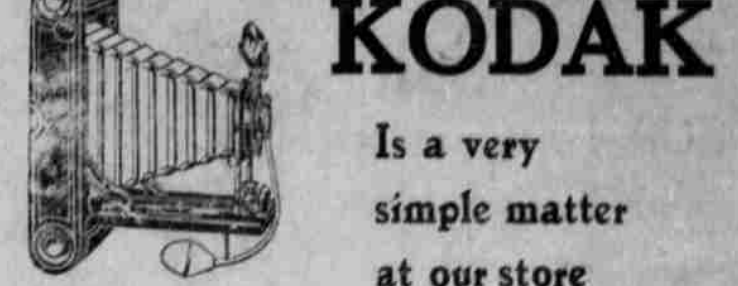 KODAK
Is a very
simple matter
at our store